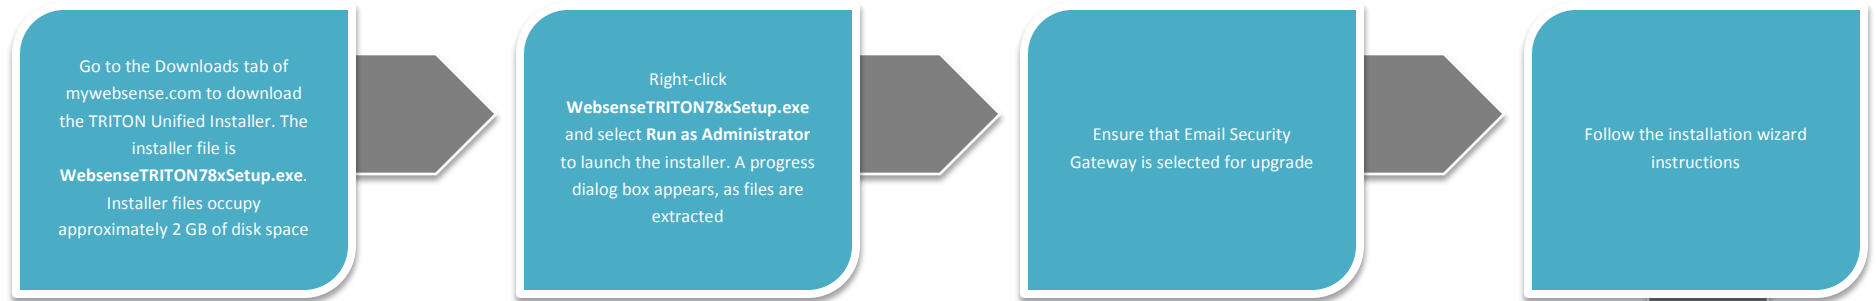 Go to the Downloads tab of
mywebsense.com to download
the TRITON Unified Installer. The
installer file is
WebsenseTRITON78xSetup.exe.
Installer files occupy
approximately 2 GB of disk space
Right-click
WebsenseTRITON78xSetup.exe
and select Run as Administrator
to launch the installer. A progress
dialog box appears, as files are
extracted
Ensure that Email Security
Gateway is selected for upgrade
Follow the installation wizard
instructions